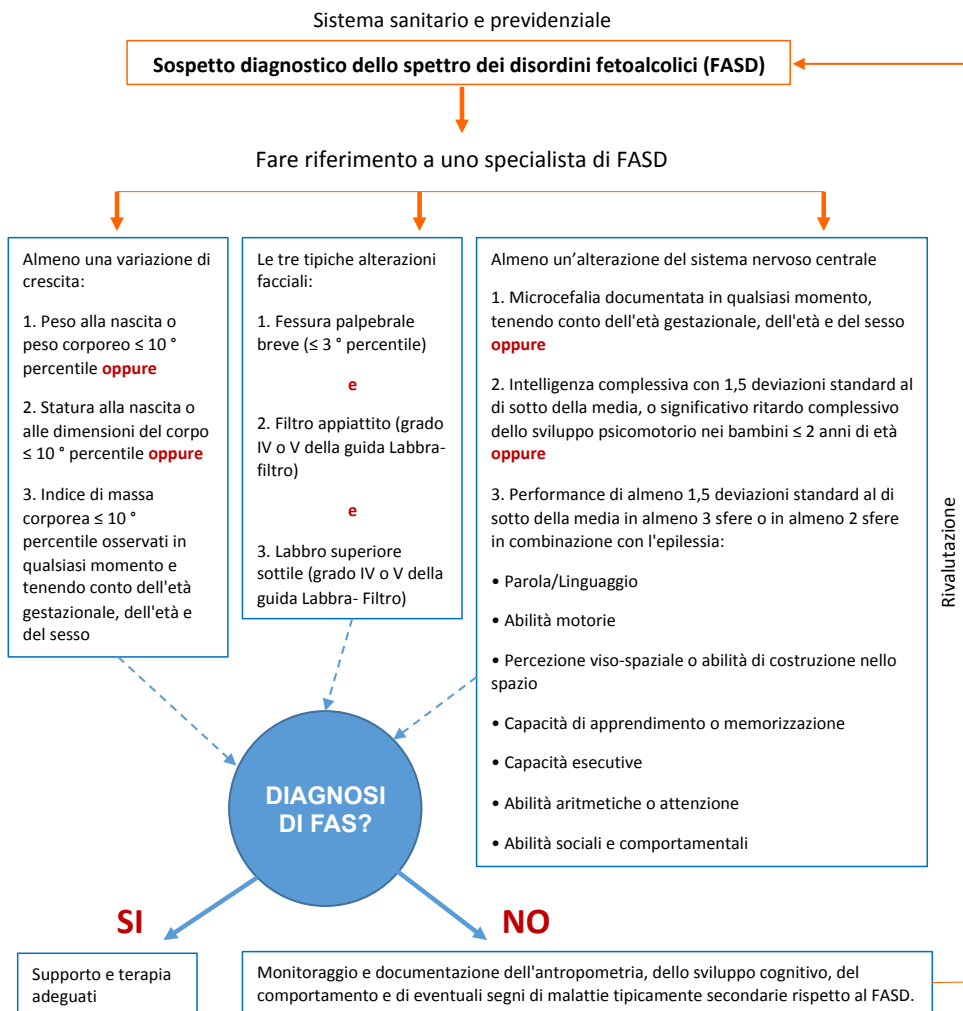 Sistema sanitario e previdenziale
Sospetto diagnostico dello spettro dei disordini fetoalcolici (FASD)
Fare riferimento a uno specialista di FASD
Almeno una variazione di
crescita:
1. Peso alla nascita o
peso corporeo ≤ 10 °
percentile oppure
2. Statura alla nascita o
alle dimensioni del corpo
≤ 10 ° percentile oppure
3. Indice di massa
corporea ≤ 10 °
percentile osservati in
qualsiasi momento e
tenendo conto dell'età
gestazionale, dell'età e
del sesso
Le tre tipiche alterazioni
facciali:
1. Fessura palpebrale
breve (≤ 3 ° percentile)
e
2. Filtro appiattito (grado
IV o V della guida Labbra-
filtro)
e
3. Labbro superiore
sottile (grado IV o V della
guida Labbra- Filtro)
Almeno un'alterazione del sistema nervoso centrale
1. Microcefalia documentata in qualsiasi momento,
tenendo conto dell'età gestazionale, dell'età e del sesso
oppure
2. Intelligenza complessiva con 1,5 deviazioni standard al
di sotto della media, o significativo ritardo complessivo
dello sviluppo psicomotorio nei bambini ≤ 2 anni di età
oppure
3. Performance di almeno 1,5 deviazioni standard al di
sotto della media in almeno 3 sfere o in almeno 2 sfere
in combinazione con l'epilessia:
• Parola/Linguaggio
• Abilità motorie
• Percezione viso-spaziale o abilità di costruzione nello
spazio
• Capacità di apprendimento o memorizzazione
• Capacità esecutive
• Abilità aritmetiche o attenzione
• Abilità sociali e comportamentali
Rivalutazione
DIAGNOSI
DI FAS?
SI
NO
Supporto e terapia
adeguati
Monitoraggio e documentazione dell'antropometria, dello sviluppo cognitivo, del
comportamento e di eventuali segni di malattie tipicamente secondarie rispetto al FASD.